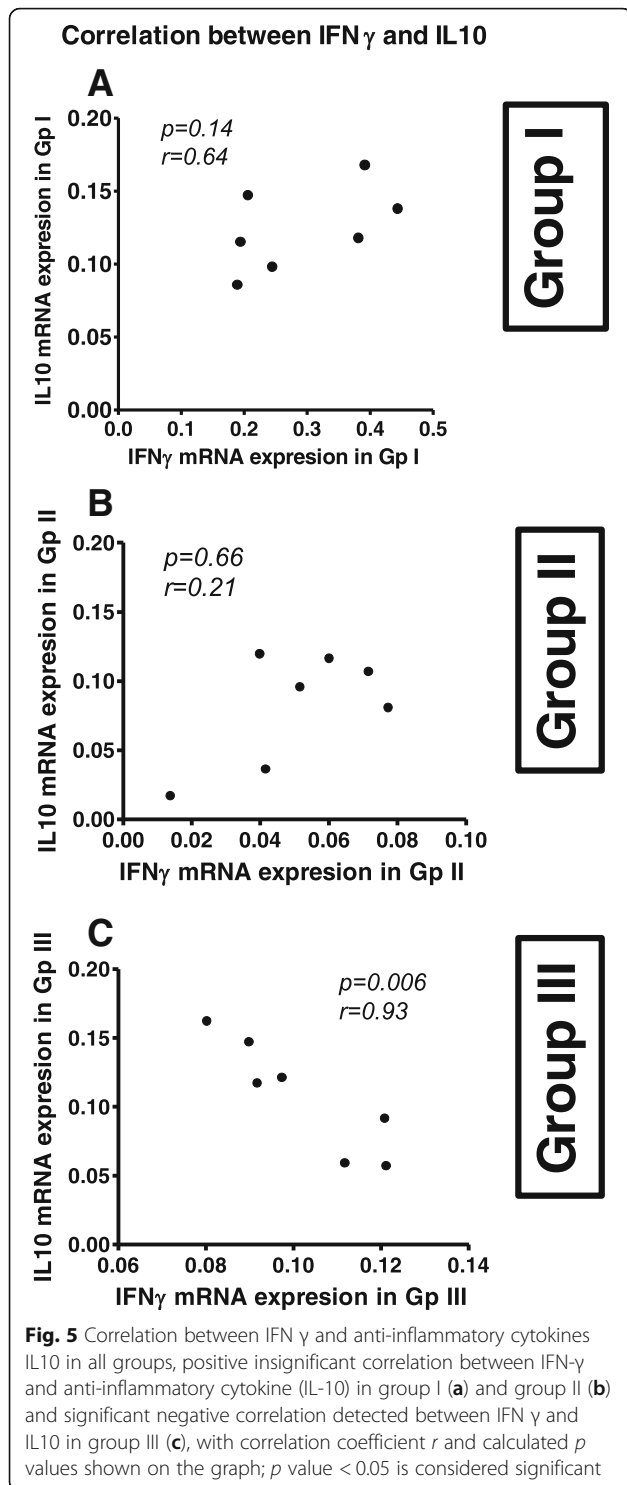 Correlation between IFN γ and IL10
A
p=0.14
r=0.64
IL10 mRNA expresion in Gp I
0.20
0.15
0.10
0.05
0.00
0.0 0.1 0.2 0.3 0.4 0.5
IFNγ mRNA expresion in Gp I
Group I
B
p=0.66
r=0.21
IL10 mRNA expresion in Gp II
0.20
0.15
0.10
0.05
0.00
0.00 0.02 0.04 0.06 0.08 0.10
IFNγ mRNA expresion in Gp II
Group II
C
p=0.006
r=0.93
IL10 mRNA expresion in Gp III
0.20
0.15
0.10
0.05
0.00
0.06 0.08 0.10 0.12 0.14
IFNγ mRNA expresion in Gp III
Group III
Fig. 5 Correlation between IFN γ and anti-inflammatory cytokines
IL10 in all groups, positive insignificant correlation between IFN-γ
and anti-inflammatory cytokine (IL-10) in group I (a) and group II (b)
and significant negative correlation detected between IFN γ and
IL10 in group III (c), with correlation coefficient r and calculated p
values shown on the graph; p value < 0.05 is considered significant